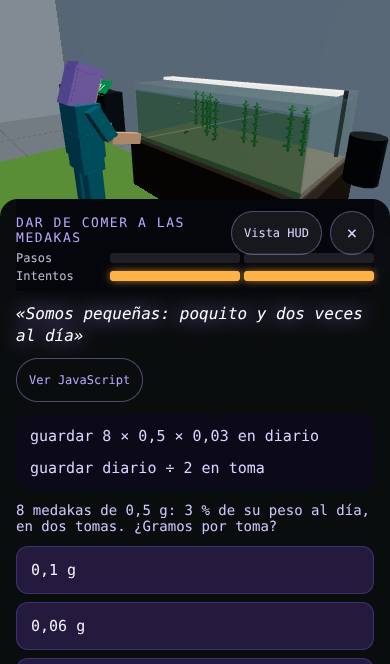 DAR DE COMER A LAS
MEDAKAS
Vista HUD
×
Pasos
Intentos
«Somos pequeñas: poquito y dos veces
al día»
Ver JavaScript
guardar 8 × 0,5 × 0,03 en diario
guardar diario ÷ 2 en toma
8 medakas de 0,5 g: 3 % de su peso al día,
en dos tomas. ¿Gramos por toma?
0,1 g
0,06 g